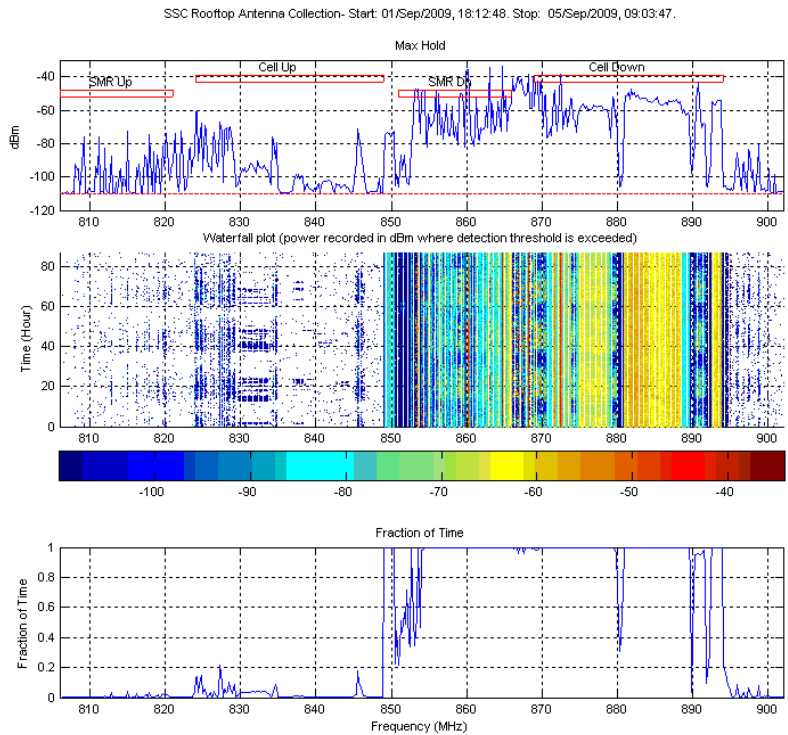 SSC Rooftop Antenna Collection- Start: 01/Sep/2009, 18:12:48. Stop: 05/Sep/2009, 09:03:47.
Max Hold
Cell Up
Cell Down
SMR Up
SMR Dn
dBm
-40
-60
-80
-100
-120
810 820 830 840 850 860 870 880 890 900
Waterfall plot (power recorded in dBm where detection threshold is exceeded)
Time (Hour)
80
60
40
20
0
810 820 830 840 850 860 870 880 890 900
-100 -90 -80 -70 -60 -50 -40
Fraction of Time
Fraction of Time
1
0.8
0.6
0.4
0.2
0
810 820 830 840 850 860 870 880 890 900
Frequency (MHz)